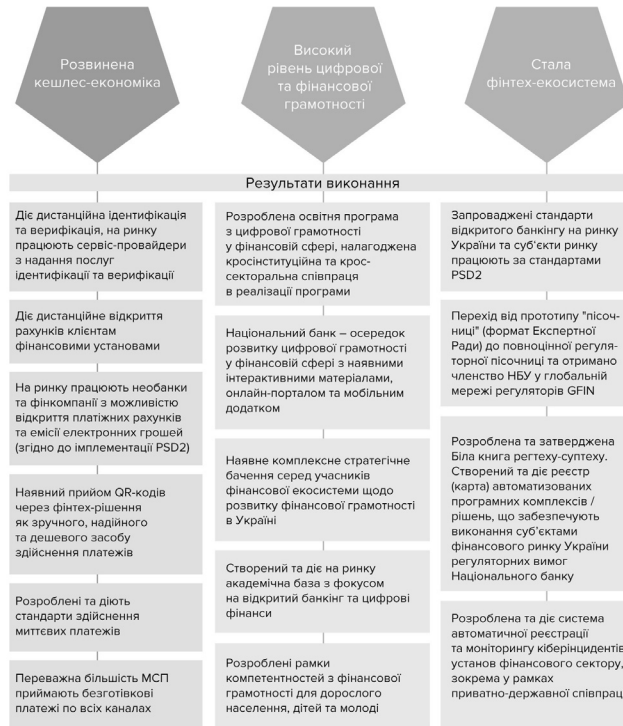 Розвинена
кешлес-економіка
Високий
рівень цифрової
та фінансової
грамотності
Стала
фінтех-екосистема
Результати виконання
Діє дистанційна ідентифікація
та верифікація, на ринку
працюють сервіс-провайдери
з надання послуг
ідентифікації та верифікації
Діє дистанційне відкриття
рахунків клієнтам
фінансовими установами
На ринку працюють необанки
та фінкомпанії з можливістю
відкриття платіжних рахунків
та емісії електронних грошей
(згідно до імплементації PSD2)
Наявний прийом QR-кодів
через фінтех-рішення
як зручного, надійного
та дешевого засобу
здійснення платежів
Розроблені та діють
стандарти здійснення
миттєвих платежів
Переважна більшість МСП
приймають безготівкові
платежі по всіх каналах
Розроблена освітня програма
з цифрової грамотності
у фінансовій сфері, налагоджена
кросінституційна та крос-
секторальна співпраця
в реалізації програми
Національний банк – осередок
розвитку цифрової грамотності
у фінансовій сфері з наявними
інтерактивними матеріалами,
онлайн-порталом та мобільним
додатком
Наявне комплексне стратегічне
бачення серед учасників
фінансової екосистеми щодо
розвитку фінансової грамотності
в Україні
Створений та діє на ринку
академічна база з фокусом
на відкритий банкінг та цифрові
фінанси
Розроблені рамки
компетентностей з фінансової
грамотності для дорослого
населення, дітей та молоді
Запроваджені стандарти
відкритого банкінгу на ринку
України та суб'єкти ринку
працюють за стандартами
PSD2
Перехід від прототипу "пісоч-
ниці" (формат Експертної
Ради) до повноцінної регуля-
торної пісочниці та отримано
членство НБУ у глобальній
мережі регуляторів GFIN
Розроблена та затверджена
Біла книга регтеху-суптеху.
Створений та діє реєстр
(карта) автоматизованих
програмних комплексів /
рішень, що забезпечують
виконання суб'єктами
фінансового ринку України
регуляторних вимог
Національного банку
Розроблена та діє система
автоматичної реєстрації
та моніторингу кіберінцидентів
установ фінансового сектору,
зокрема у рамках
приватно-державної співпрац